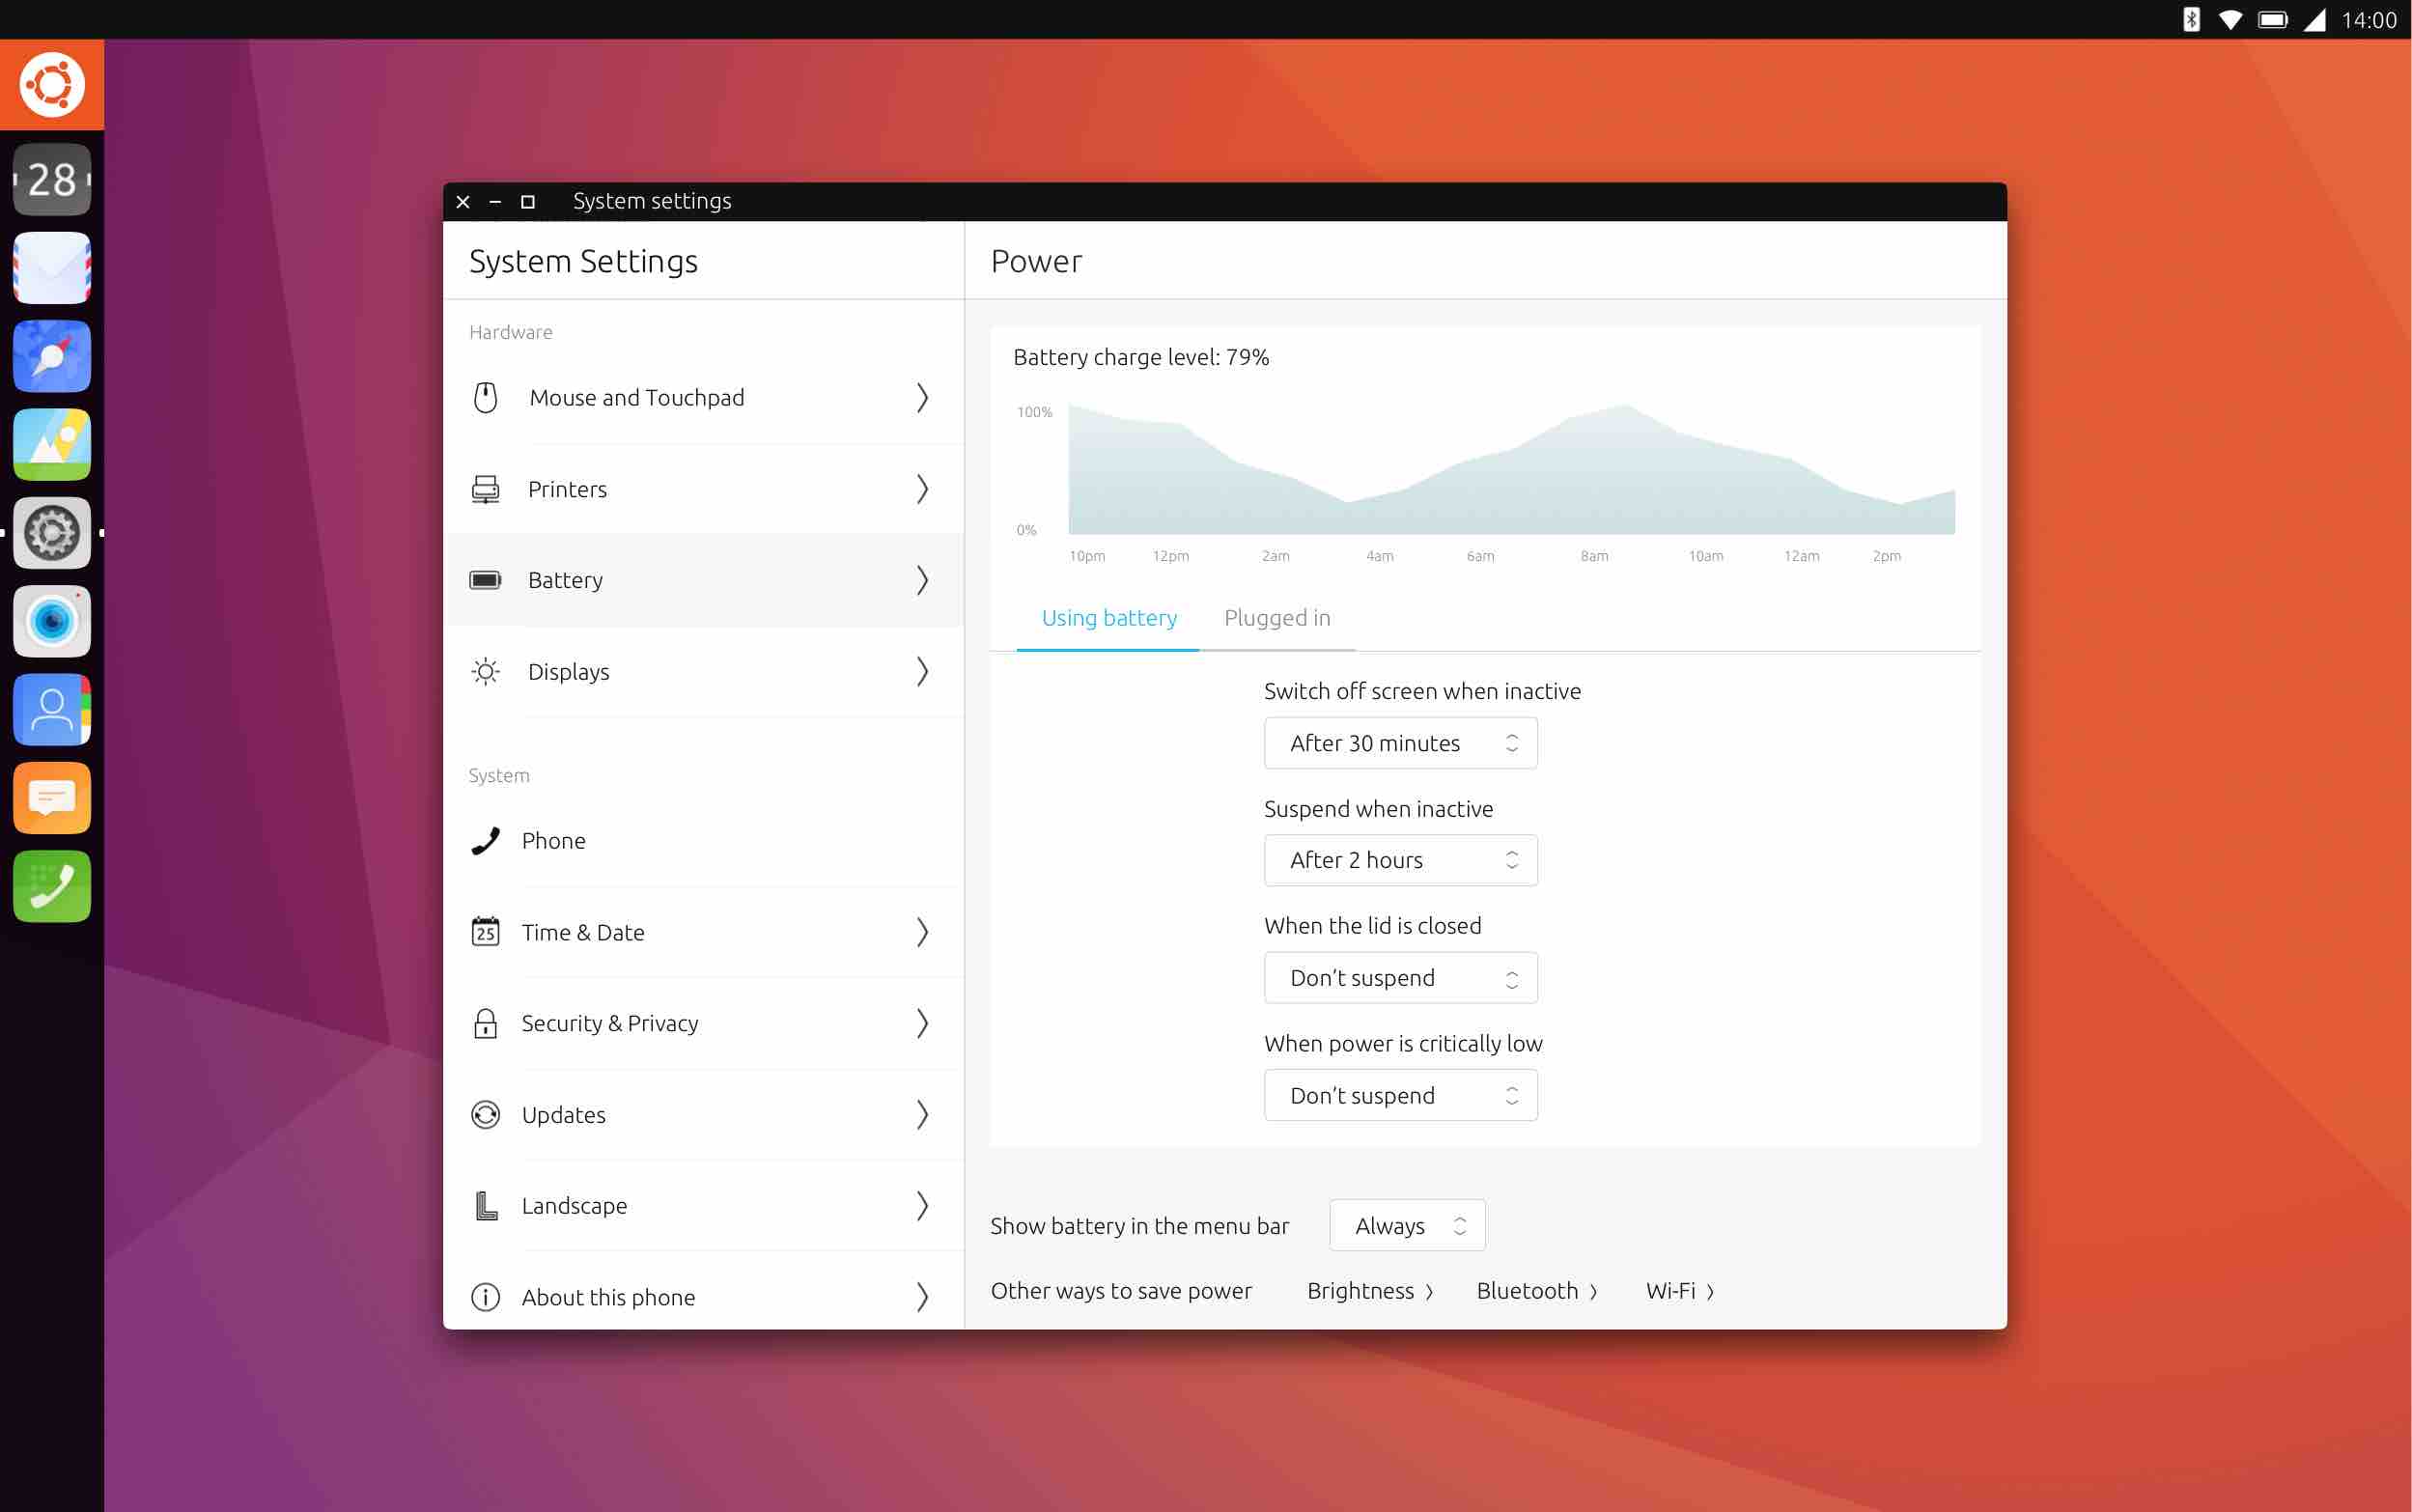 14:00
28
System settings
System Settings
Power
Hardware
Mouse and Touchpad
Printers
Battery
Displays
System
Phone
25
Time & Date
Security & Privacy
Updates
Landscape
About this phone
Battery charge level: 79%
100%
0%
10pm 12pm 2am 4am 6am 8am 10am 12am 2pm
Using battery Plugged in
Switch off screen when inactive
After 30 minutes
Suspend when inactive
After 2 hours
When the lid is closed
Don’t suspend
When power is critically low
Don’t suspend
Show battery in the menu bar Always
Other ways to save power Brightness Bluetooth Wi-Fi